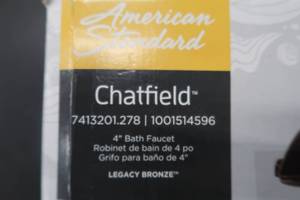 American
Standard
Chatfield™
7413201.278 | 1001514596
4" Bath Faucet
Robinet de bain de 4 po
Grifo para baño de 4"
LEGACY BRONZE™